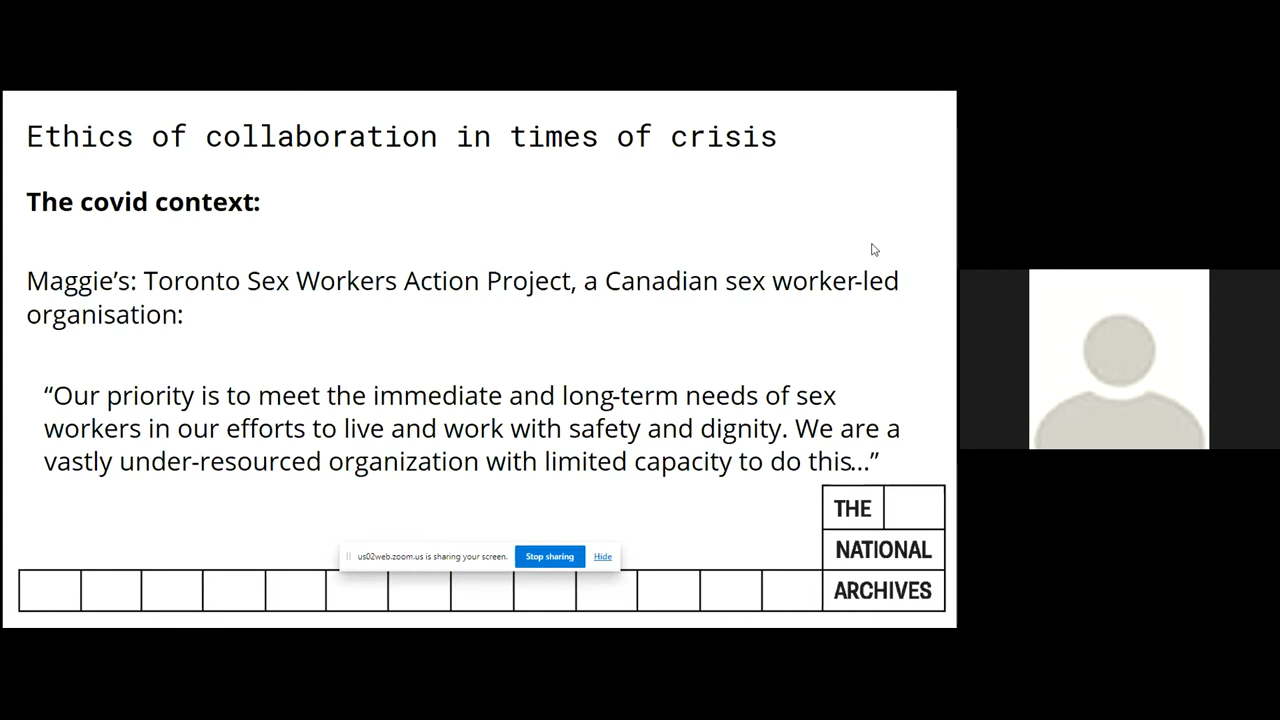 Ethics of collaboration in times of crisis
The covid context:
Maggie’s: Toronto Sex Workers Action Project, a Canadian sex worker-led
organisation:
“Our priority is to meet the immediate and long-term needs of sex
workers in our efforts to live and work with safety and dignity. We are a
vastly under-resourced organization with limited capacity to do this…”
THE
NATIONAL
ARCHIVES
us02web.zoom.us is sharing your screen. Stop sharing Hide